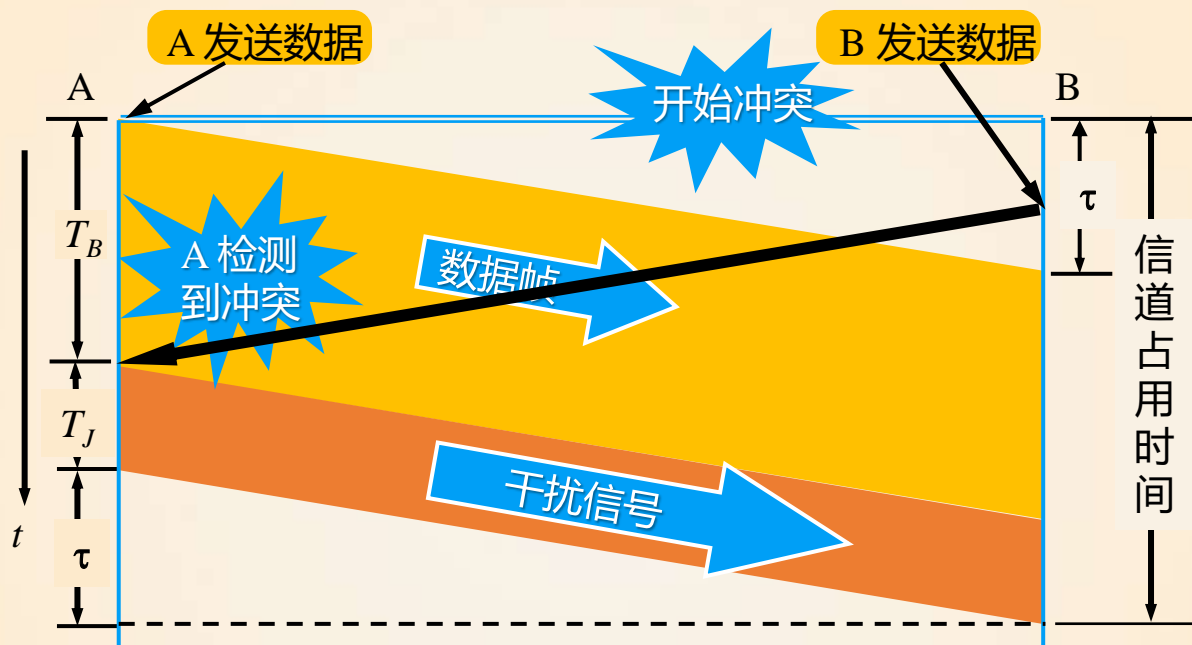 A 发送数据
B 发送数据
A
开始冲突
B
τ
T_B
A 检测
到冲突
数据帧
信道占用时间
T_J
干扰信号
t
τ